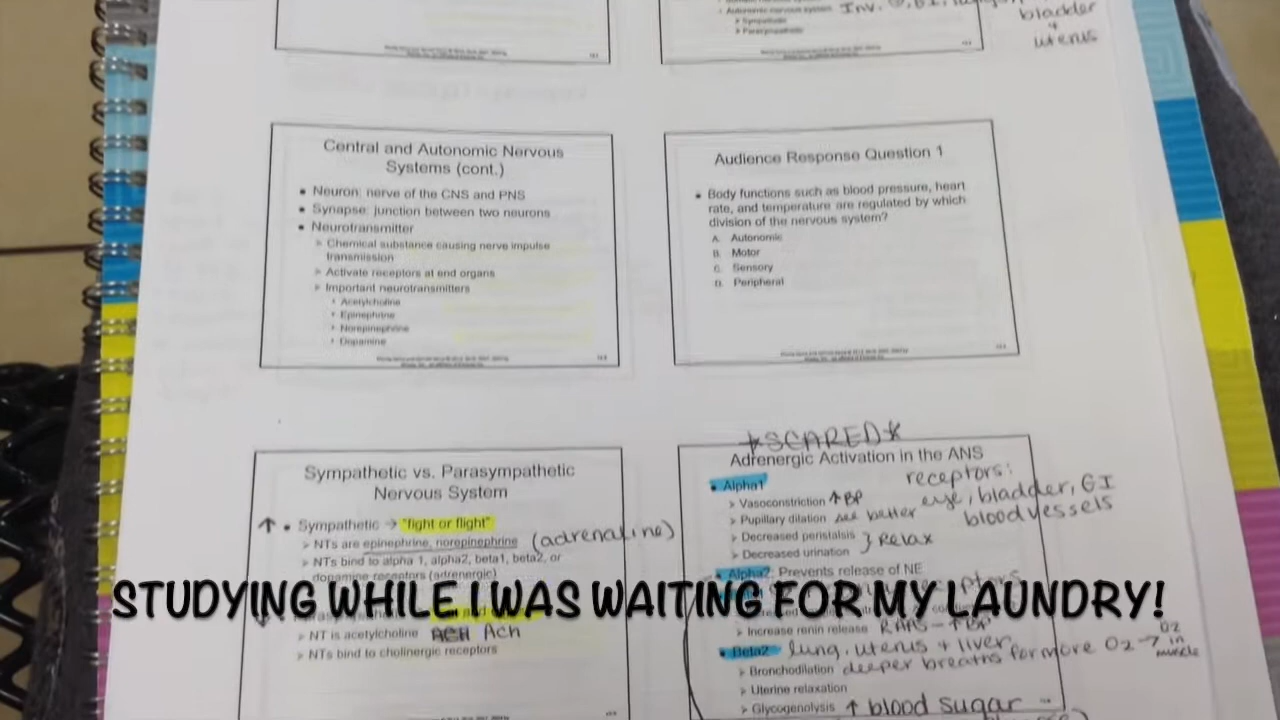 Autonomic nervous system Inv.
Sympathetic
Parasympathetic
bladder
+
uterus
Central and Autonomic Nervous
Systems (cont.)
• Neuron: nerve of the CNS and PNS
• Synapse: junction between two neurons
• Neurotransmitter
Chemical substance causing nerve impulse
transmission
Activate receptors at end organs
Important neurotransmitters
Acetylcholine
Epinephrine
Norepinephrine
Dopamine
Audience Response Question 1
• Body functions such as blood pressure, heart
rate, and temperature are regulated by which
division of the nervous system?
A. Autonomic
B. Motor
C. Sensory
D. Peripheral
Sympathetic vs. Parasympathetic
Nervous System
↑ • Sympathetic → "fight or flight"
NTs are epinephrine, norepinephrine (adrenaline)
NTs bind to alpha 1, alpha2, beta1, beta2, or
dopamine receptors (adrenergic)
NT is acetylcholine ACH Ach
NTs bind to cholinergic receptors
*SCARED*
Adrenergic Activation in the ANS
• Alpha1 receptors:
eye, bladder, GI
blood vessels
Vasoconstriction ↑BP
Pupillary dilation see better
Decreased peristalsis
Decreased urination } Relax
• Alpha2: Prevents release of NE
Increase renin release RAAS - ↑BP
• Beta2 lung, uterus + liver
Bronchodilation deeper breaths for more O2 → O2 in muscle
Uterine relaxation
Glycogenolysis ↑ blood sugar
STUDYING WHILE I WAS WAITING FOR MY LAUNDRY!